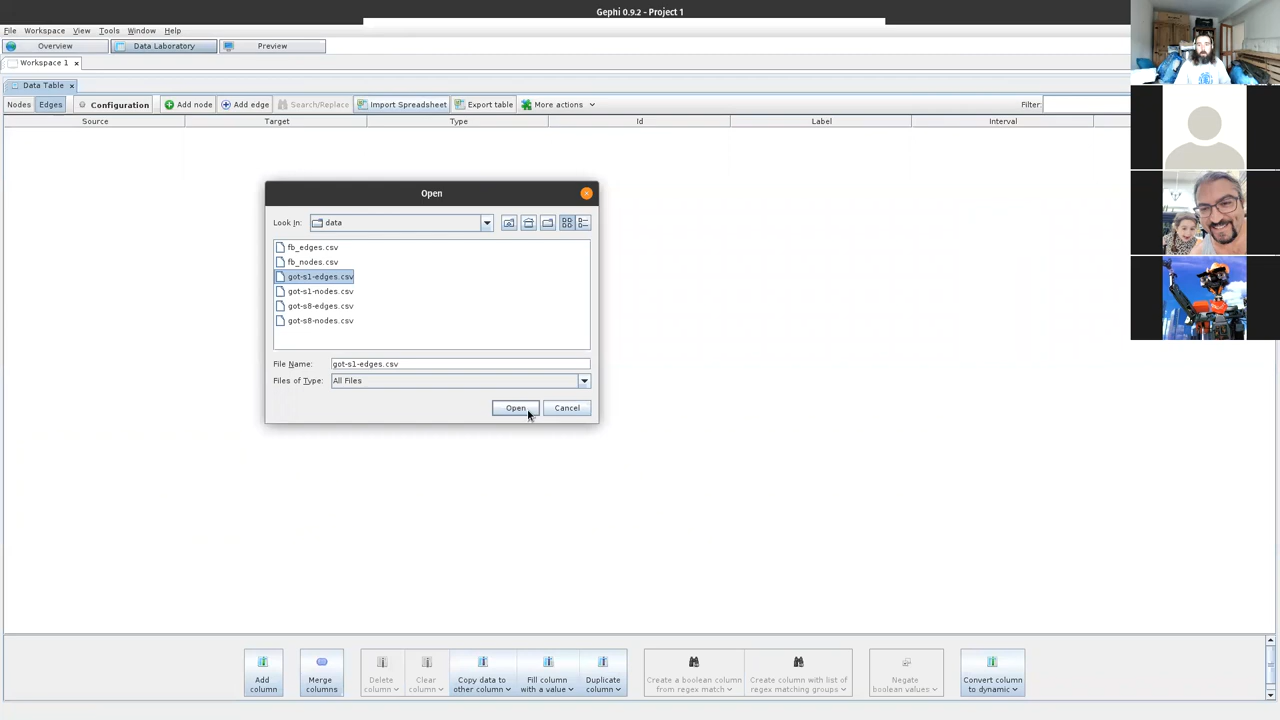 Gephi 0.9.2 - Project 1
File Workspace View Tools Window Help
Overview Data Laboratory Preview
Workspace 1 ×
Data Table ×
Nodes Edges Configuration Add node Add edge Search/Replace Import Spreadsheet Export table More actions Filter:
Source Target Type Id Label Interval
Open
Look In: data
fb_edges.csv
fb_nodes.csv
got-s1-edges.csv
got-s1-nodes.csv
got-s8-edges.csv
got-s8-nodes.csv
File Name: got-s1-edges.csv
Files of Type: All Files
Open Cancel
Add column
Merge columns
Delete column
Clear column
Copy data to other column
Fill column with a value
Duplicate column
Create a boolean column from regex match
Create column with list of regex matching groups
Negate boolean values
Convert column to dynamic